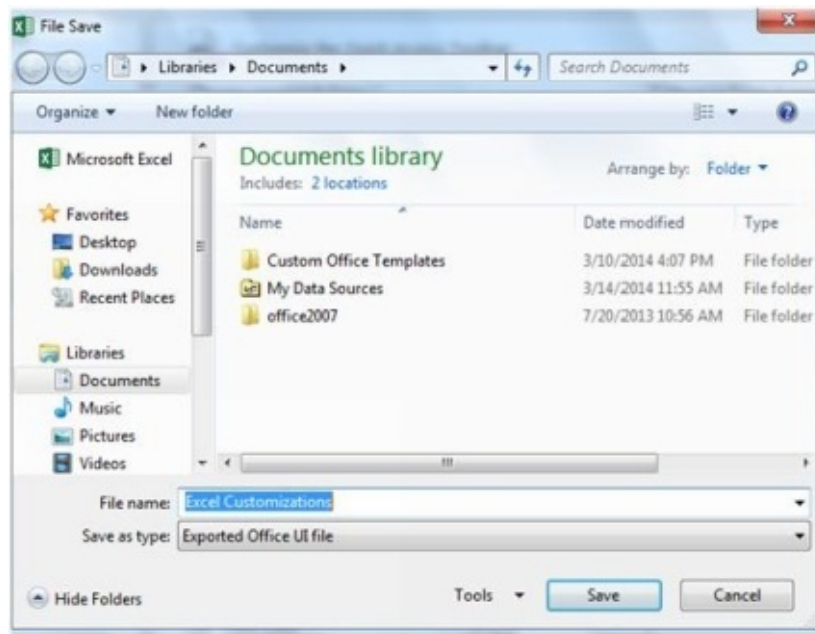 File Save
Libraries Documents
Search Documents
Organize New folder
Microsoft Excel
Favorites
Desktop
Downloads
Recent Places
Libraries
Documents
Music
Pictures
Videos
Documents library
Includes: 2 locations
Arrange by: Folder
Name Date modified Type
Custom Office Templates 3/10/2014 4:07 PM File folder
My Data Sources 3/14/2014 11:55 AM File folder
office2007 7/20/2013 10:56 AM File folder
File name: Excel Customizations
Save as type: Exported Office UI file
Hide Folders Tools Save Cancel